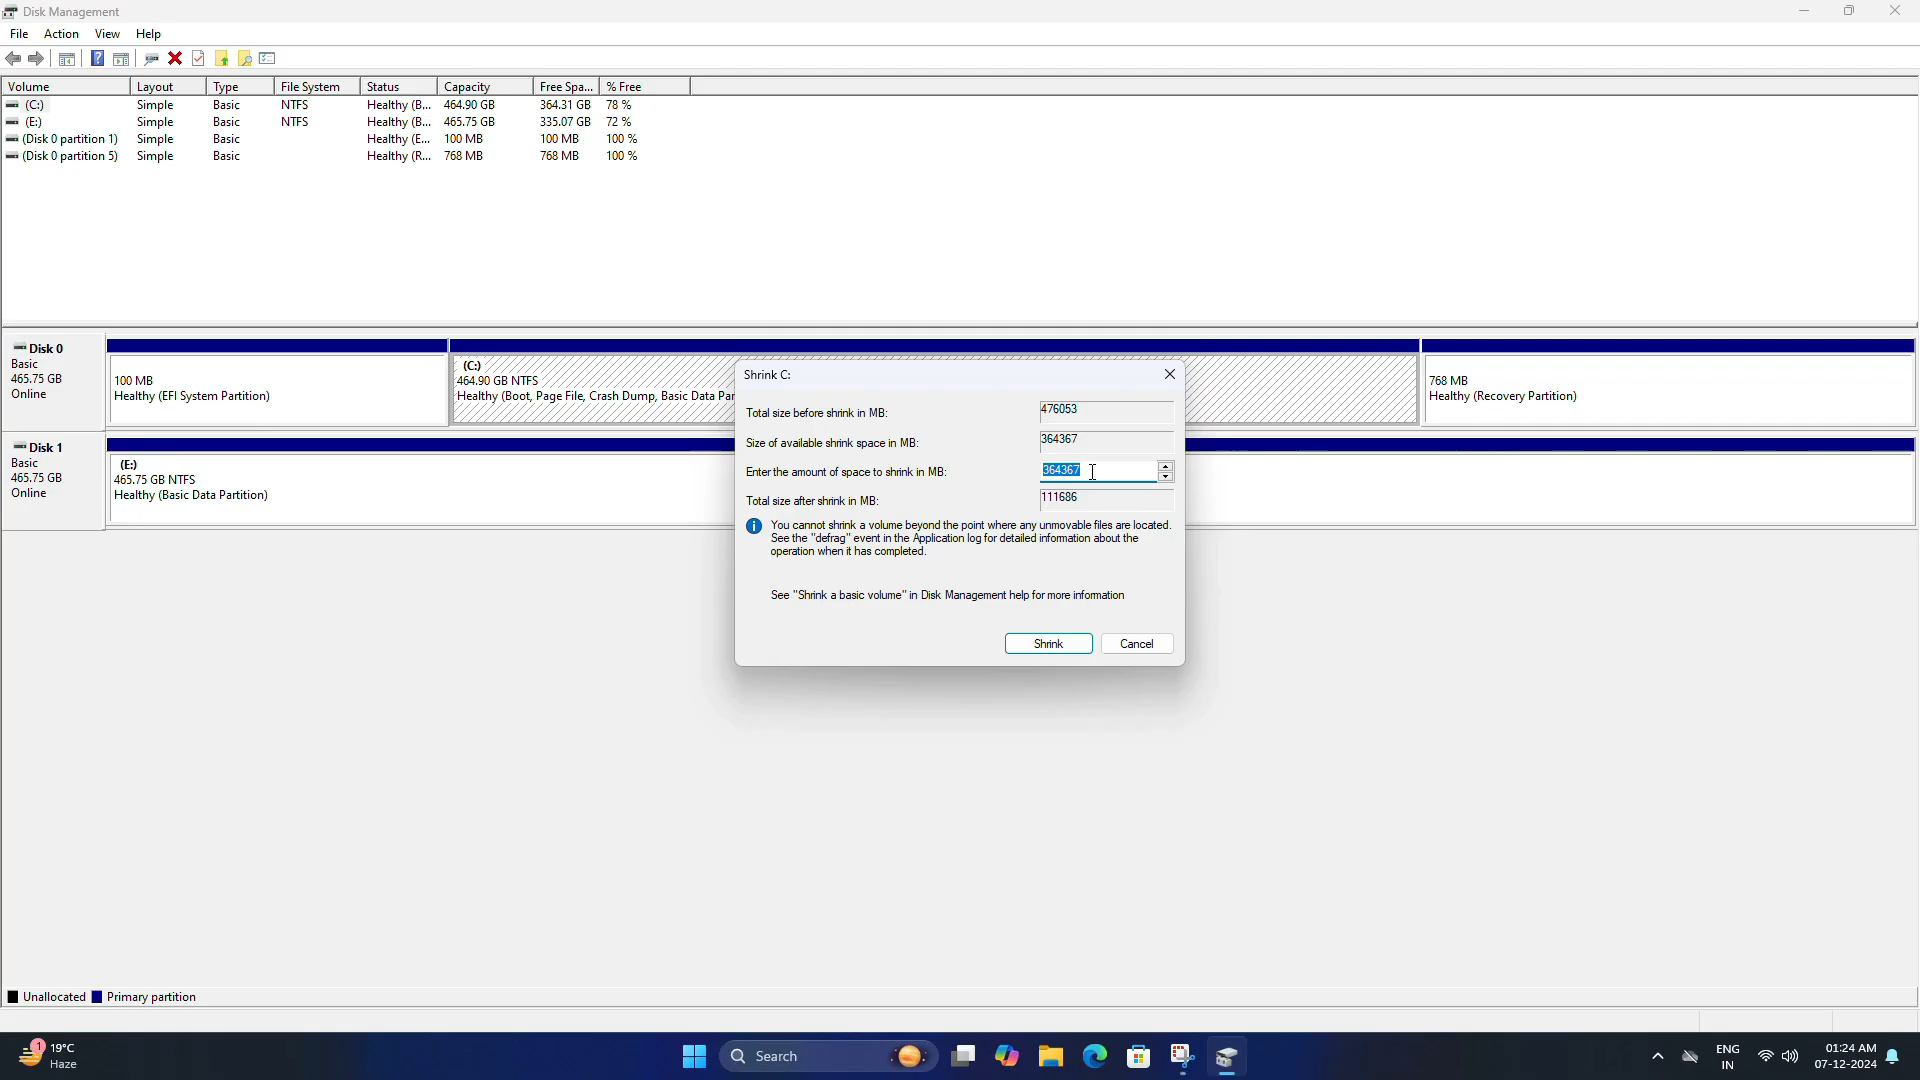 Disk Management
File Action View Help
Volume Layout Type File System Status Capacity Free Spa... % Free
(C:) Simple Basic NTFS Healthy (B... 464.90 GB 364.31 GB 78 %
(E:) Simple Basic NTFS Healthy (B... 465.75 GB 335.07 GB 72 %
(Disk 0 partition 1) Simple Basic Healthy (E... 100 MB 100 MB 100 %
(Disk 0 partition 5) Simple Basic Healthy (R... 768 MB 768 MB 100 %
Disk 0
Basic
465.75 GB
Online
100 MB
Healthy (EFI System Partition)
(C:)
464.90 GB NTFS
Healthy (Boot, Page File, Crash Dump, Basic Data Par
768 MB
Healthy (Recovery Partition)
Disk 1
Basic
465.75 GB
Online
(E:)
465.75 GB NTFS
Healthy (Basic Data Partition)
Shrink C:
Total size before shrink in MB: 476053
Size of available shrink space in MB: 364367
Enter the amount of space to shrink in MB: 364367
Total size after shrink in MB: 111686
You cannot shrink a volume beyond the point where any unmovable files are located.
See the "defrag" event in the Application log for detailed information about the
operation when it has completed.
See "Shrink a basic volume" in Disk Management help for more information
Shrink Cancel
Unallocated Primary partition
1
19°C
Haze
Search
ENG
IN
01:24 AM
07-12-2024